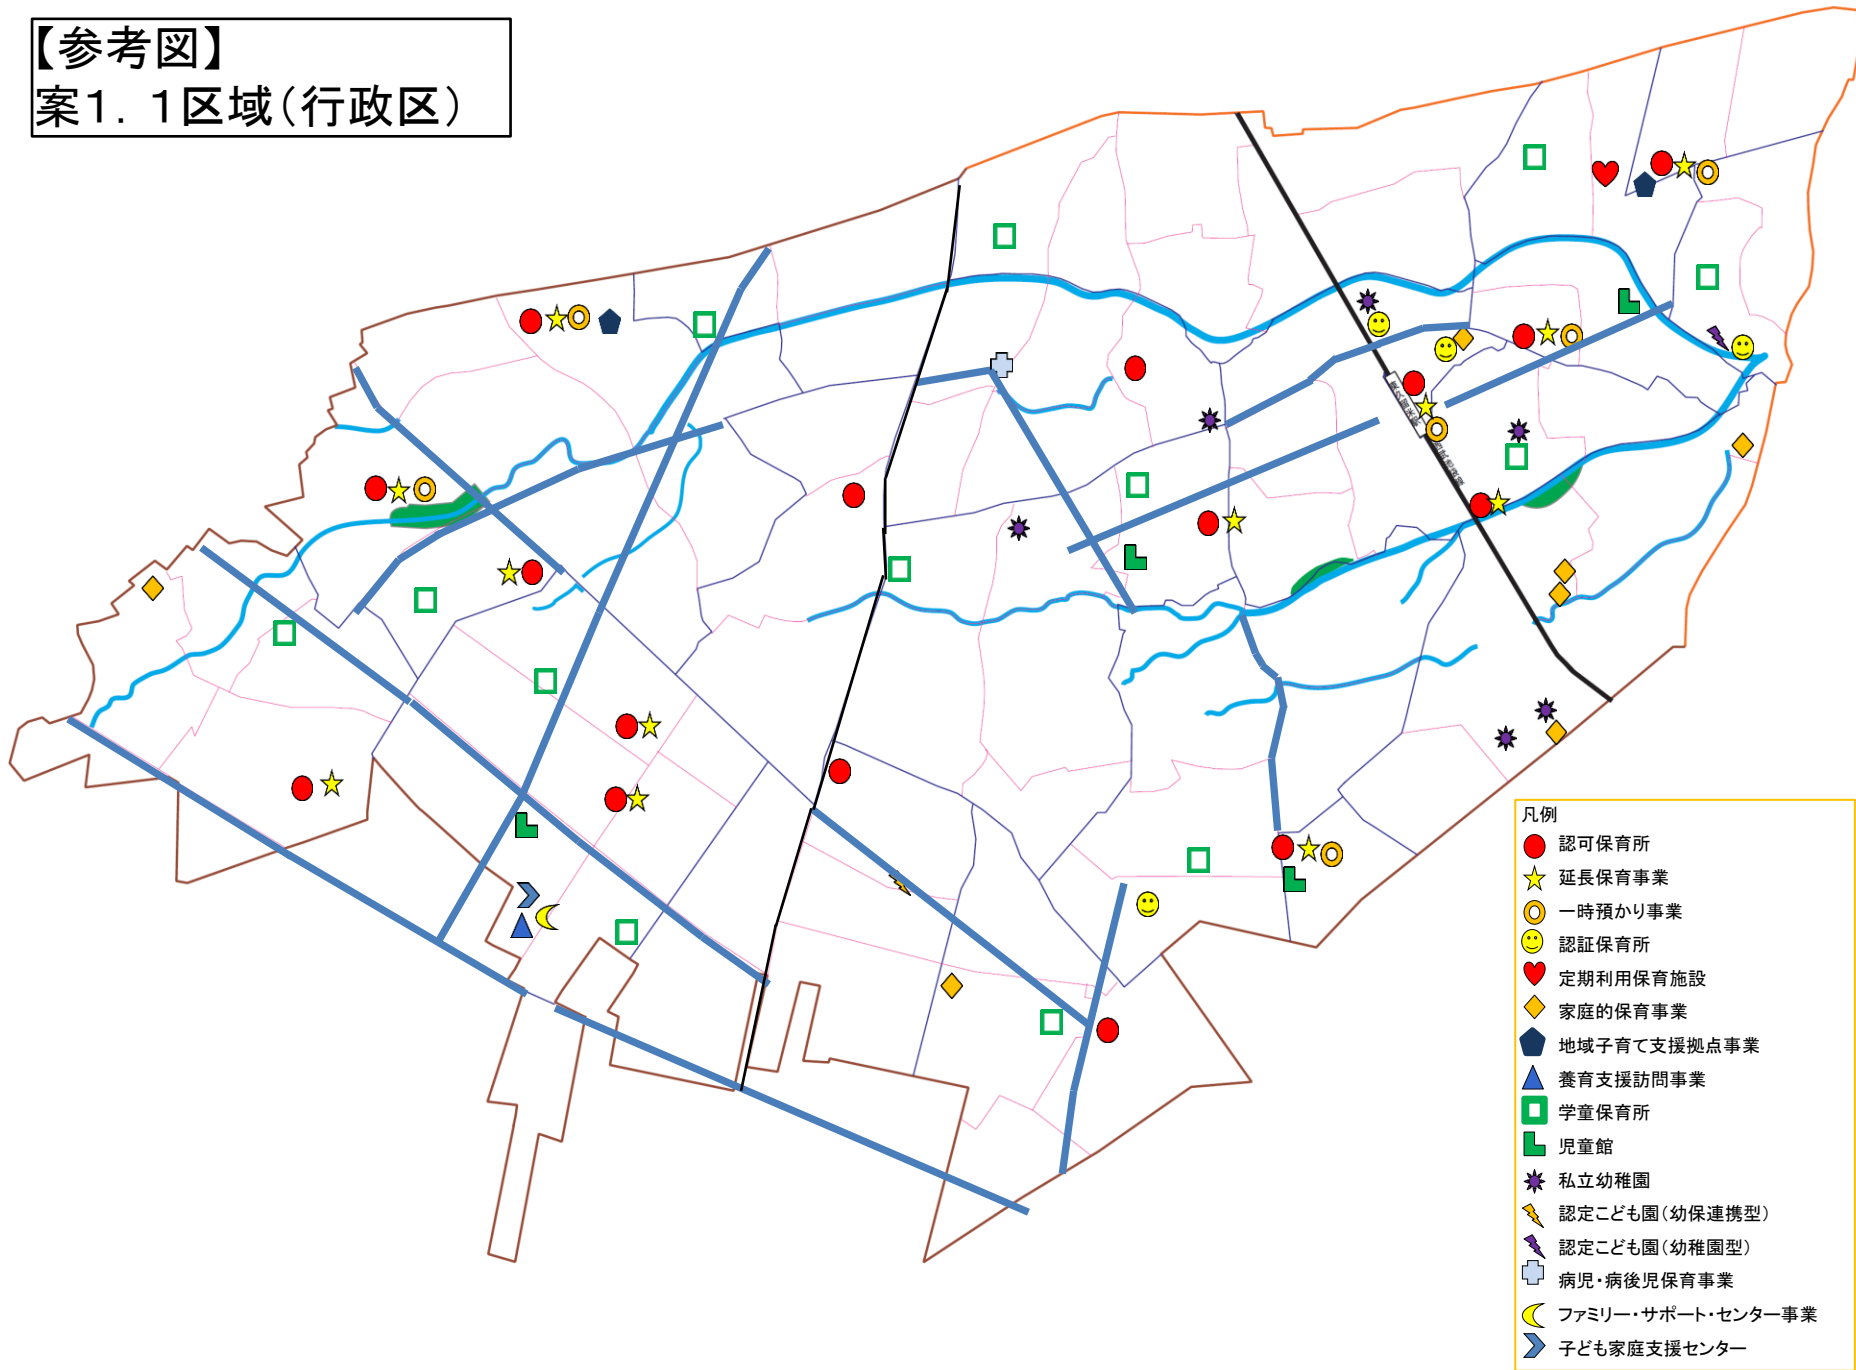 【参考図】
案1．1区域（行政区）
凡例
認可保育所
延長保育事業
一時預かり事業
認証保育所
定期利用保育施設
家庭的保育事業
地域子育て支援拠点事業
養育支援訪問事業
学童保育所
児童館
私立幼稚園
認定こども園（幼保連携型）
認定こども園（幼稚園型）
病児・病後児保育事業
ファミリー・サポート・センター事業
子ども家庭支援センター